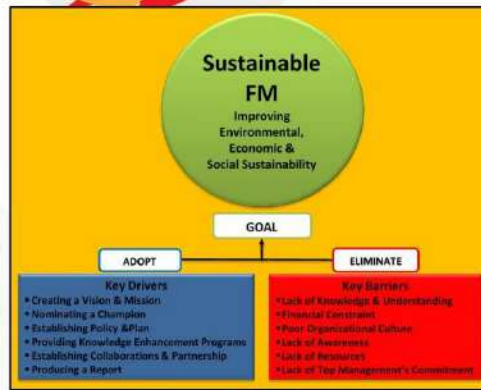 Sustainable
FM
Improving
Environmental,
Economic &
Social Sustainability
GOAL
ADOPT
ELIMINATE
Key Drivers
• Creating a Vision & Mission
• Nominating a Champion
• Establishing Policy &Plan
• Providing Knowledge Enhancement Programs
• Establishing Collaborations & Partnership
• Producing a Report
Key Barriers
• Lack of Knowledge & Understanding
• Financial Constraint
• Poor Organizational Culture
• Lack of Awareness
• Lack of Resources
• Lack of Top Management's Commitment